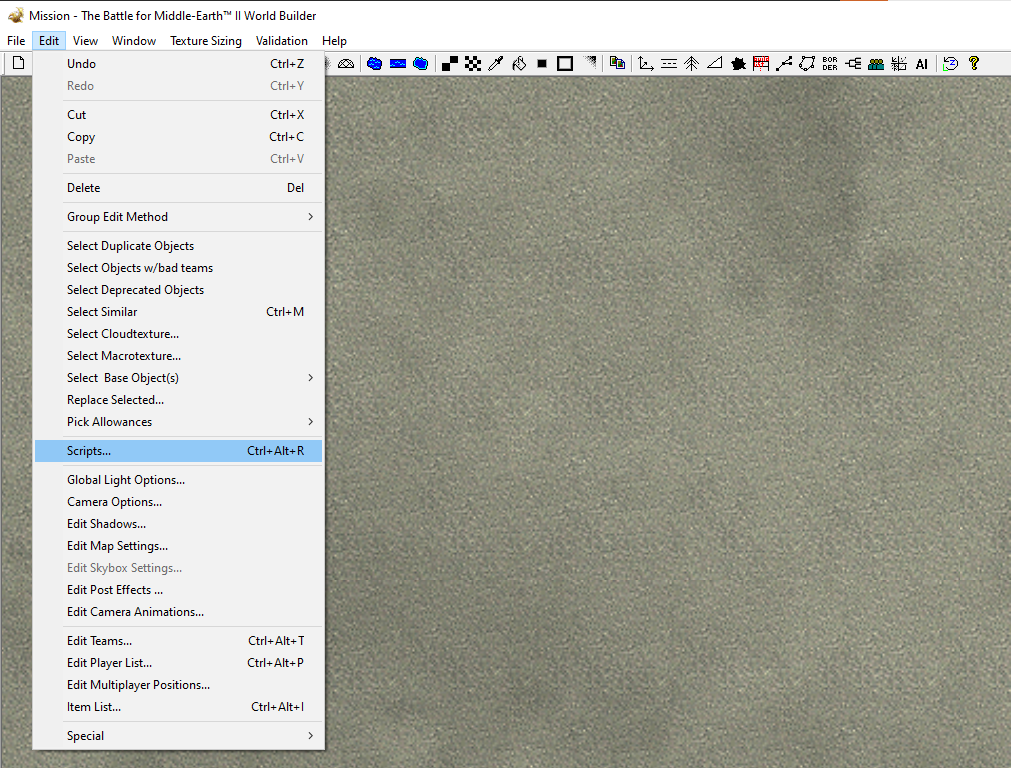 Mission - The Battle for Middle-Earth™ II World Builder
File Edit View Window Texture Sizing Validation Help
BOR
DER
AI
Undo Ctrl+Z
Redo Ctrl+Y
Cut Ctrl+X
Copy Ctrl+C
Paste Ctrl+V
Delete Del
Group Edit Method
Select Duplicate Objects
Select Objects w/bad teams
Select Deprecated Objects
Select Similar Ctrl+M
Select Cloudtexture...
Select Macrotexture...
Select Base Object(s)
Replace Selected...
Pick Allowances
Scripts... Ctrl+Alt+R
Global Light Options...
Camera Options...
Edit Shadows...
Edit Map Settings...
Edit Skybox Settings...
Edit Post Effects ...
Edit Camera Animations...
Edit Teams... Ctrl+Alt+T
Edit Player List... Ctrl+Alt+P
Edit Multiplayer Positions...
Item List... Ctrl+Alt+I
Special